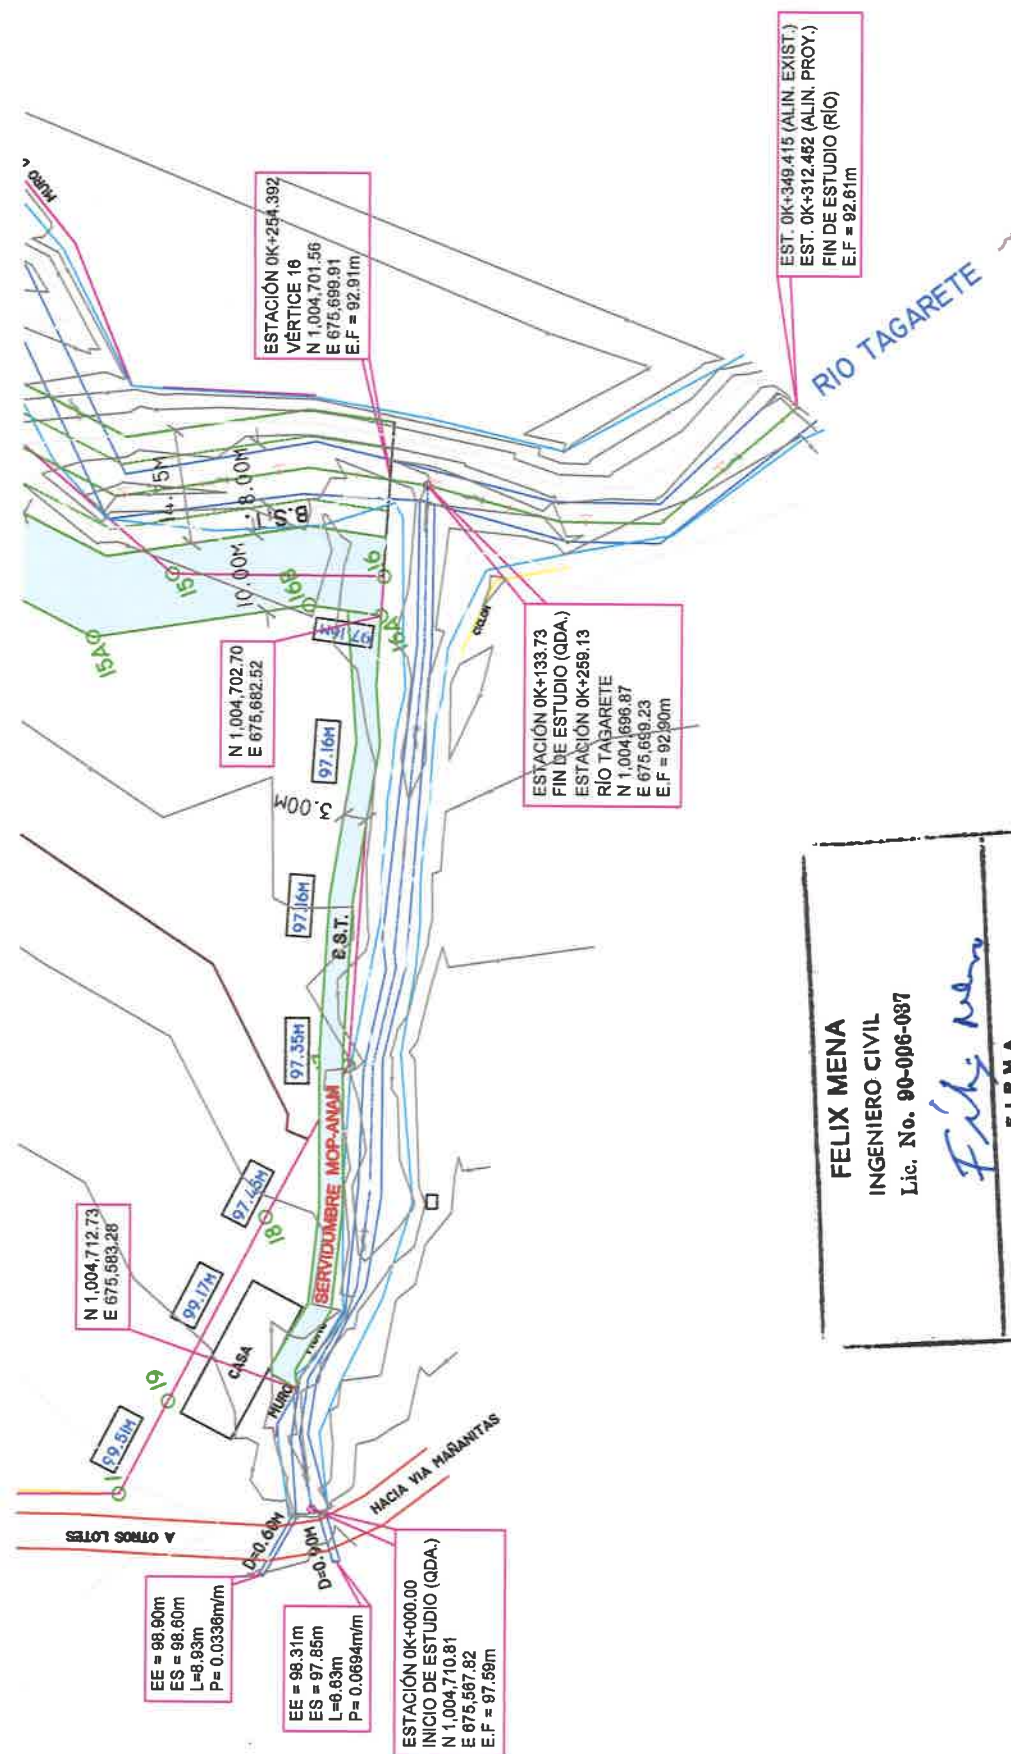 EE = 98.90m
ES = 98.60m
L=8.93m
P= 0.0336m/m
EE = 98.31m
ES = 97.85m
L=6.63m
P= 0.0694m/m
ESTACIÓN 0K+000.00
INICIO DE ESTUDIO (QDA.)
N 1,004,710.81
E 675,567.82
E.F = 97.59m
A OTROS LOTES
D=0.60M
D=0.90M
HACIA VIA MAÑANITAS
1
99.51M
19
99.17M
18
97.45M
CASA
MURO
N 1,004,712.73
E 675,583.28
SERVIDUMBRE MOP-ANAM
97.35M
97.16M
B.S.T.
3.00M
97.16M
97.16M
N 1,004,702.70
E 675,682.52
15A
15
16B
16A
16
10.00M
B.S.T.
8.00M
14.75M
CICLON
ESTACIÓN 0K+133.73
FIN DE ESTUDIO (QDA.)
ESTACIÓN 0K+259.13
RÍO TAGARETE
N 1,004,696.87
E 675,699.23
E.F = 92.90m
ESTACIÓN 0K+254.392
VÉRTICE 16
N 1,004,701.56
E 675,699.91
E.F = 92.91m
MURO
EST. 0K+349.415 (ALIN. EXIST.)
EST. 0K+312.452 (ALIN. PROY.)
FIN DE ESTUDIO (RÍO)
E.F = 92.61m
RIO TAGARETE
FELIX MENA
INGENIERO CIVIL
Lic. No. 90-006-037
FIRMA